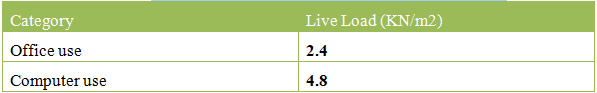 Category Live Load (KN/m2)
Office use 2.4
Computer use 4.8